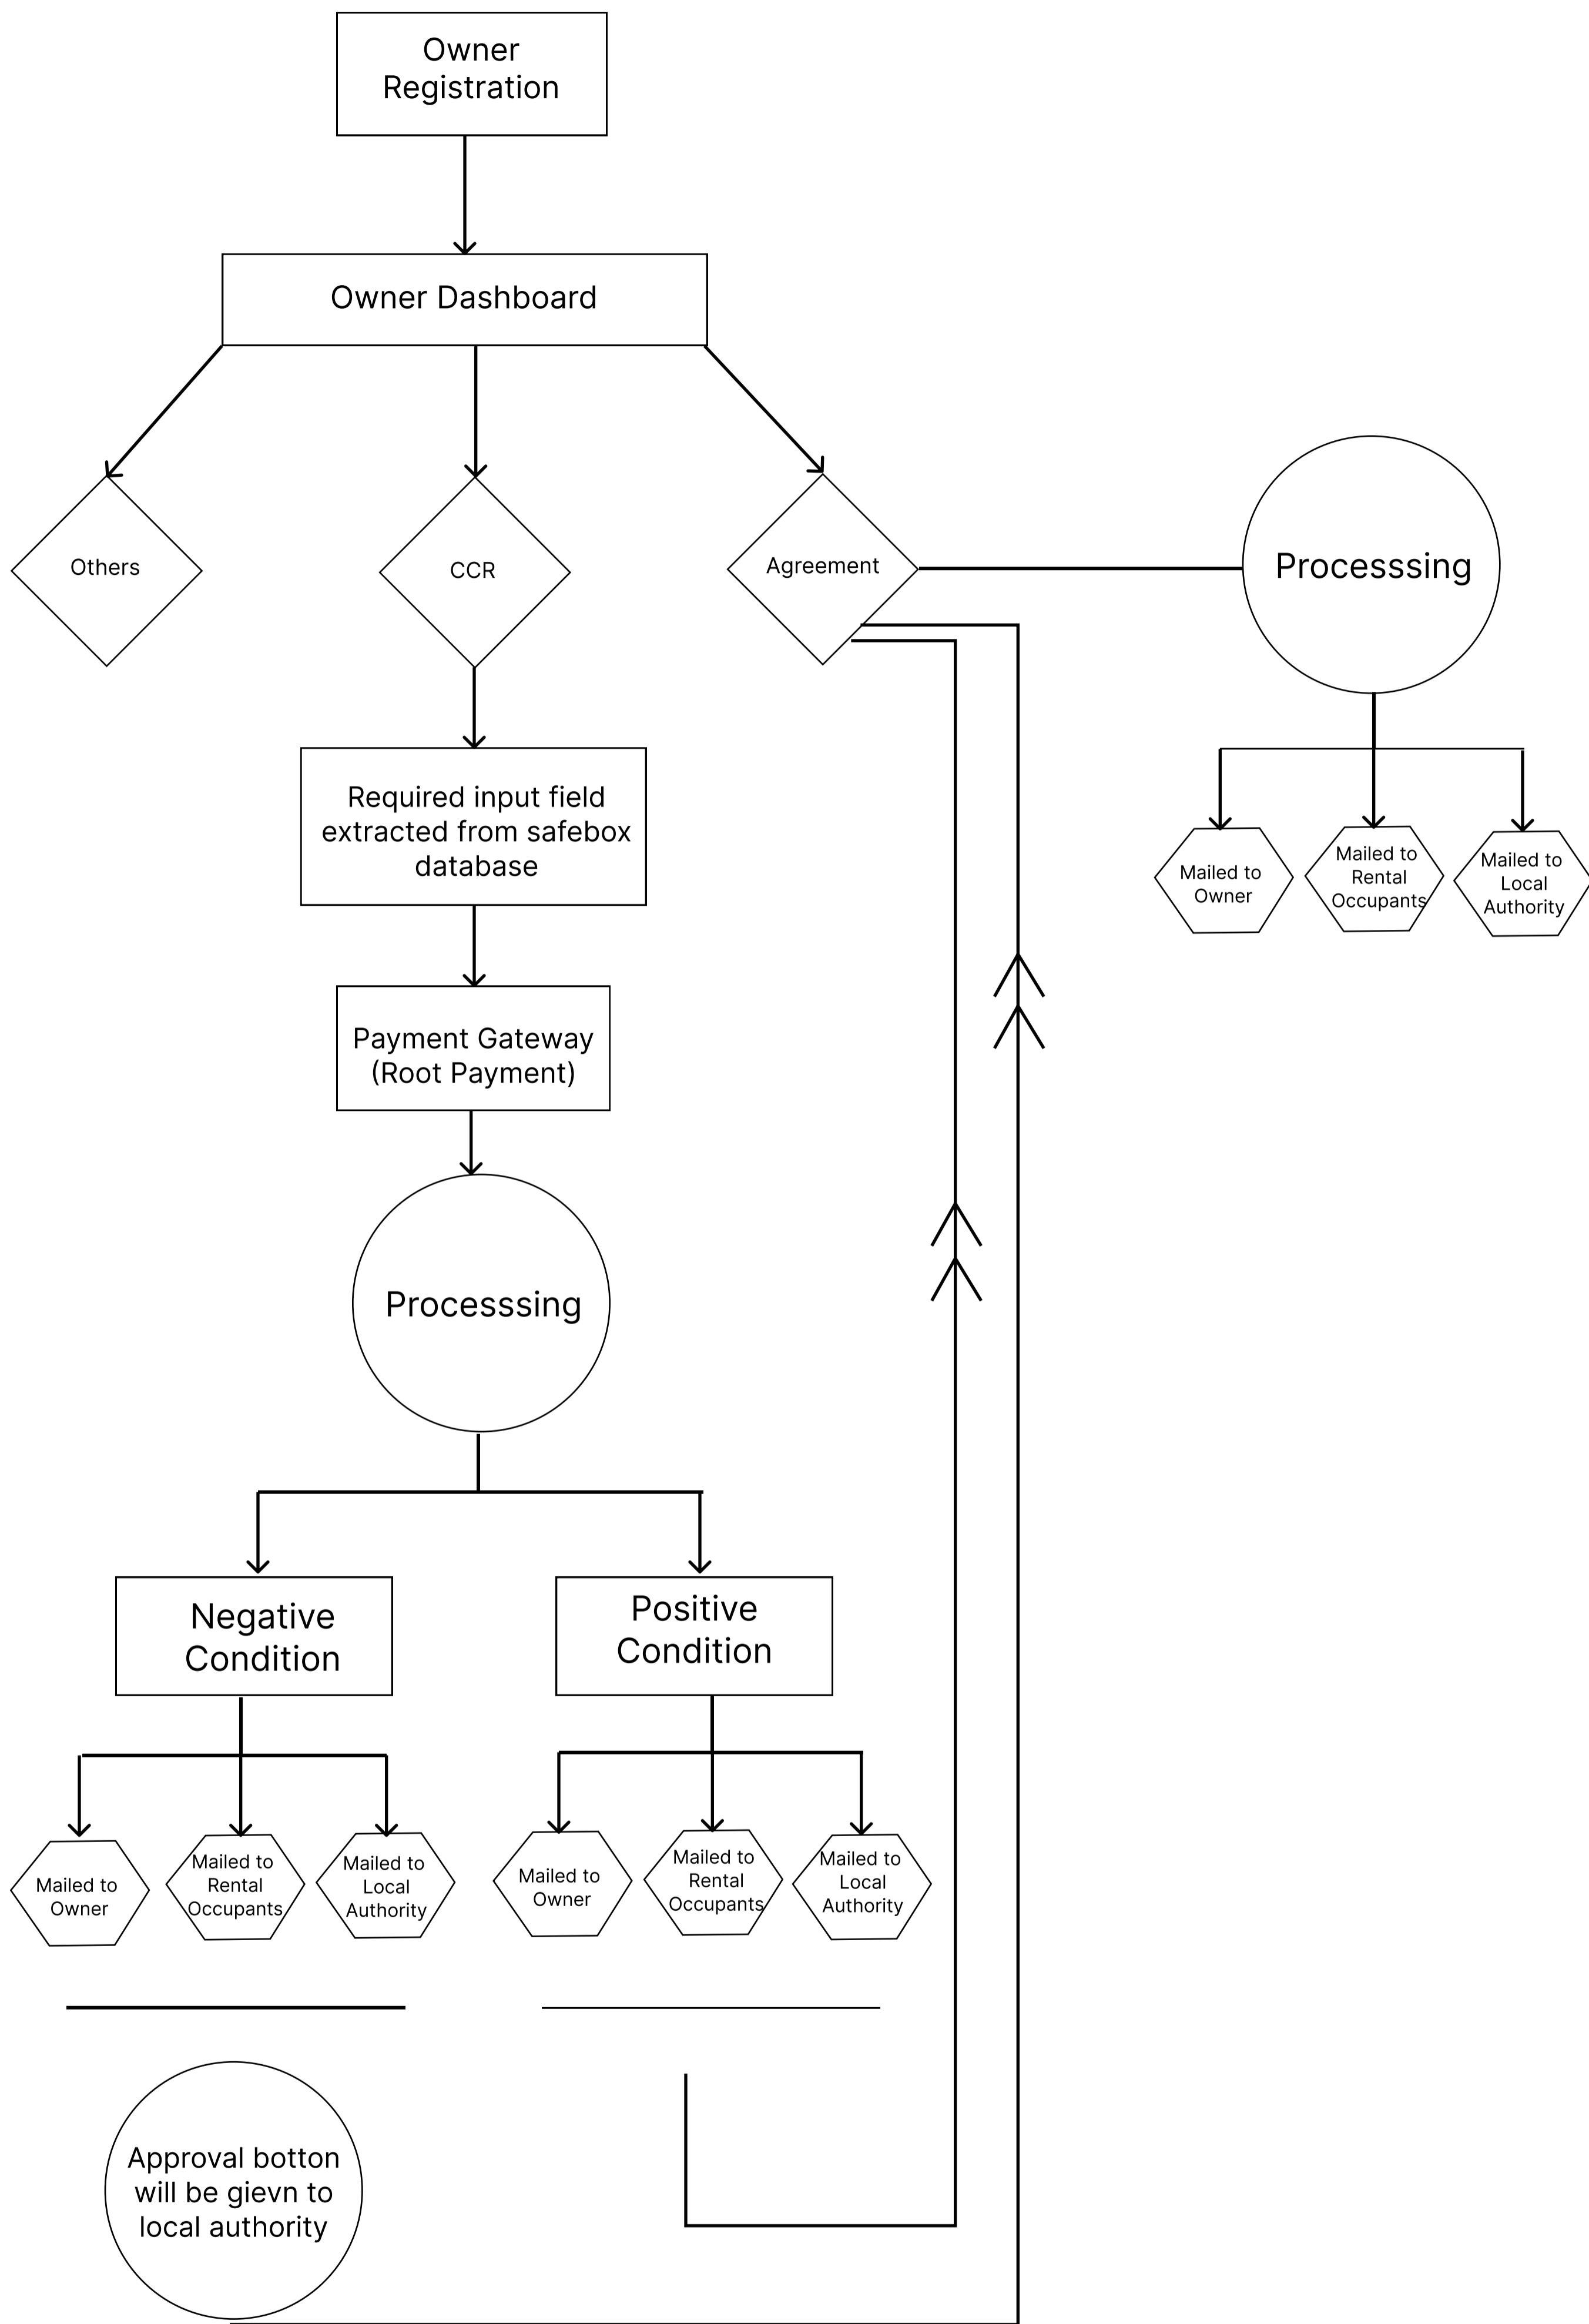 Owner
Registration
Owner Dashboard
Others
CCR
Agreement
Processsing
Required input field
extracted from safebox
database
Mailed to
Owner
Mailed to
Rental
Occupants
Mailed to
Local
Authority
Payment Gateway
(Root Payment)
Processsing
Negative
Condition
Positive
Condition
Mailed to
Owner
Mailed to
Rental
Occupants
Mailed to
Local
Authority
Mailed to
Owner
Mailed to
Rental
Occupants
Mailed to
Local
Authority
Approval botton
will be gievn to
local authority